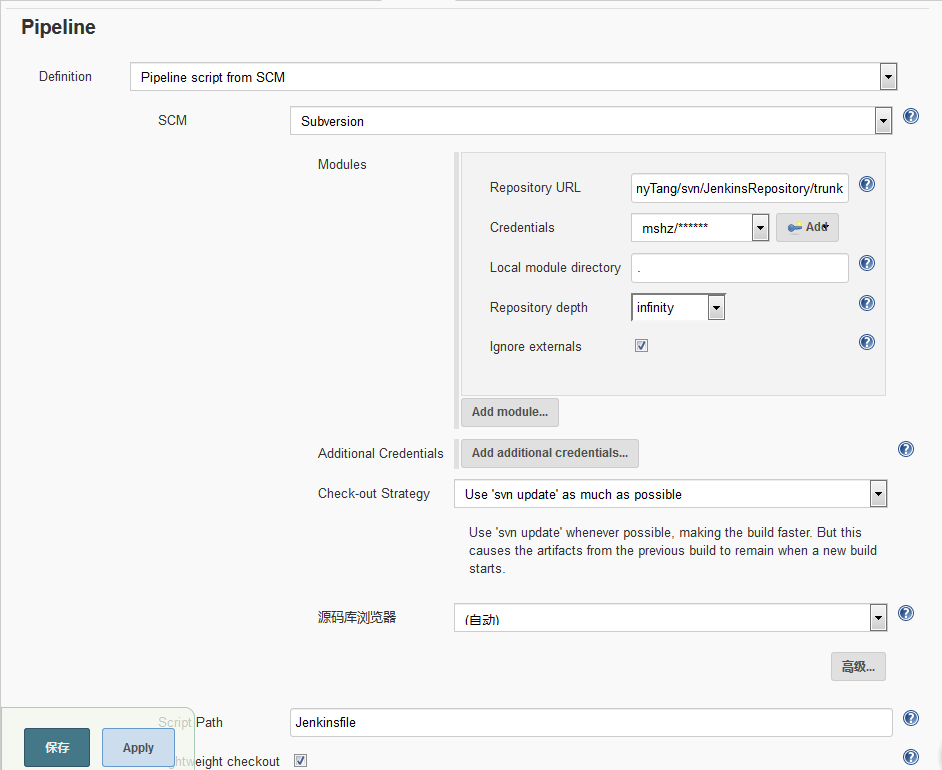 Pipeline
Definition
Pipeline script from SCM
SCM
Subversion
Modules
Repository URL
nyTang/svn/JenkinsRepository/trunk
Credentials
mshz/******
Add
Local module directory
.
Repository depth
infinity
Ignore externals
Add module...
Additional Credentials
Add additional credentials...
Check-out Strategy
Use 'svn update' as much as possible
Use 'svn update' whenever possible, making the build faster. But this
causes the artifacts from the previous build to remain when a new build
starts.
源码库浏览器
(自动)
高级...
Script Path
Jenkinsfile
保存
Apply
ghtweight checkout